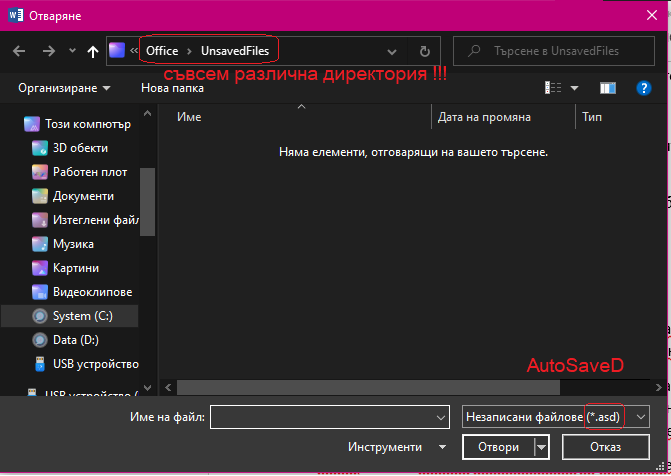 Отваряне
Office › UnsavedFiles
Търсене в UnsavedFiles
съвсем различна директория !!!
Организиране
Нова папка
Име
Дата на промяна
Тип
Този компютър
3D обекти
Работен плот
Документи
Изтеглени файл
Музика
Картини
Видеоклипове
System (C:)
Data (D:)
USB устройство
USB устройство (
Няма елементи, отговарящи на вашето търсене.
AutoSaveD
Име на файл:
Незаписани файлове (*.asd)
Инструменти
Отвори
Отказ